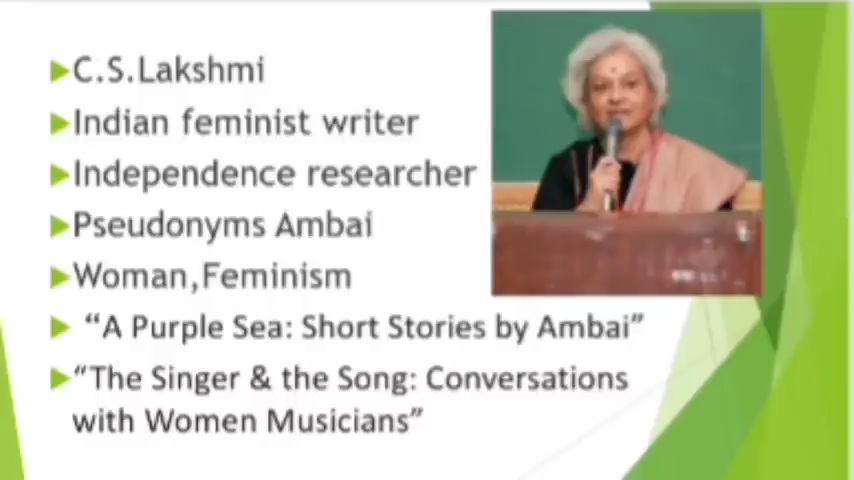 C.S.Lakshmi
Indian feminist writer
Independence researcher
Pseudonyms Ambai
Woman,Feminism
“A Purple Sea: Short Stories by Ambai”
“The Singer & the Song: Conversations
with Women Musicians”